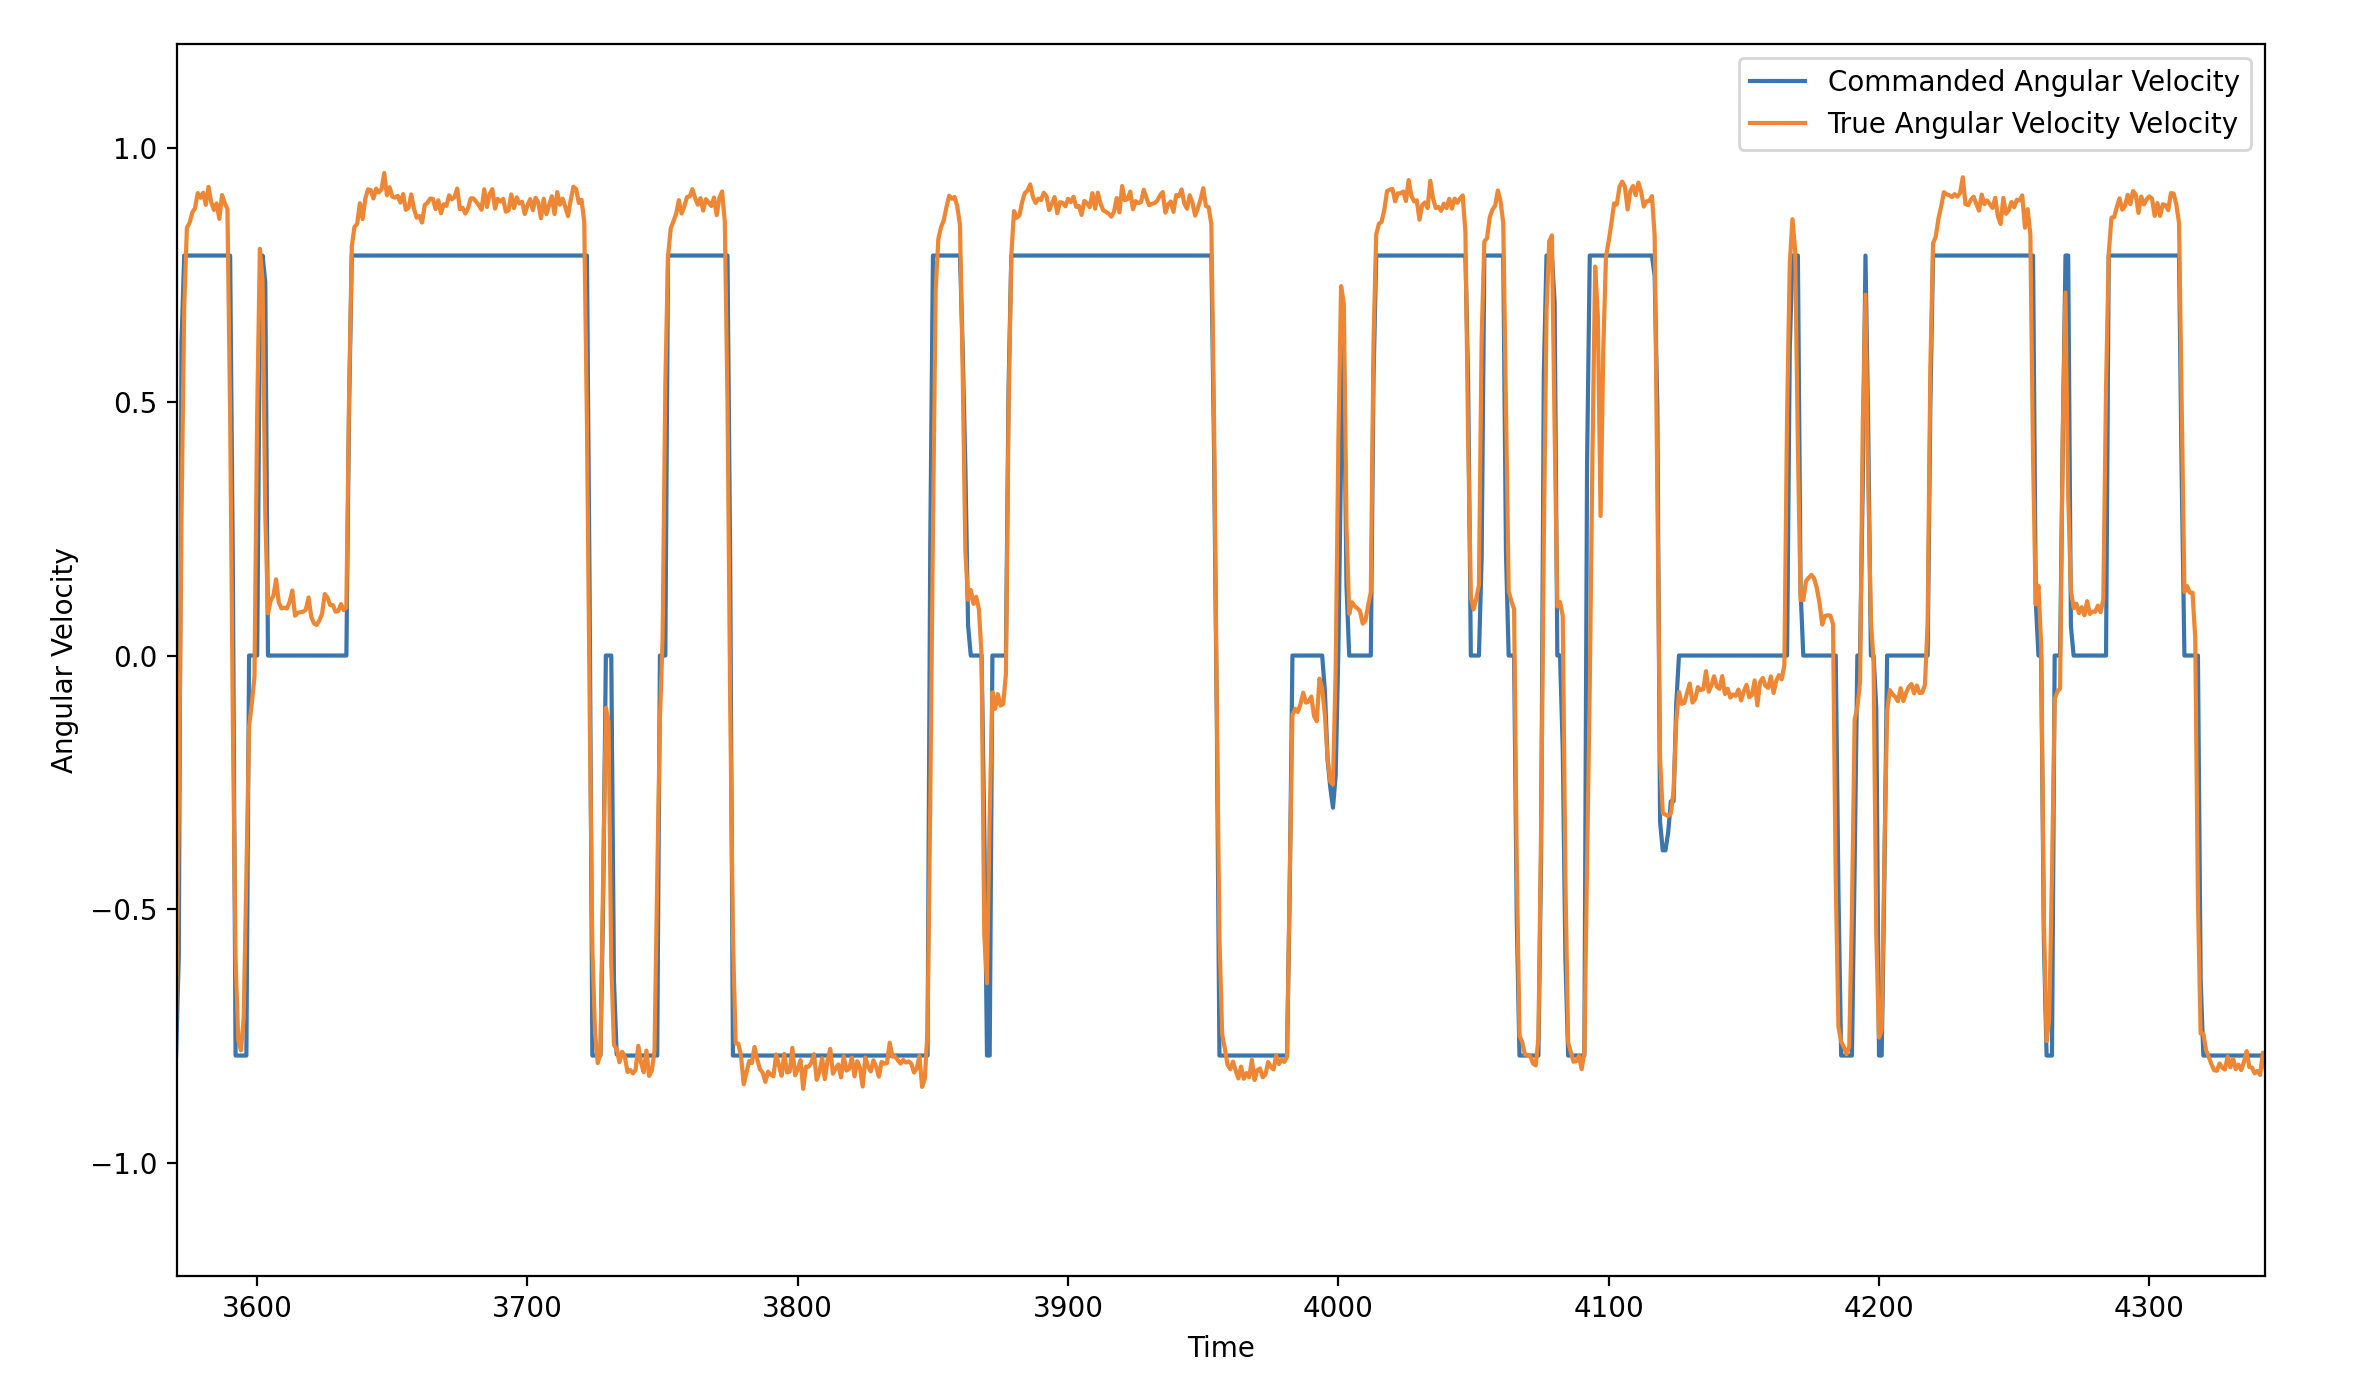 Commanded Angular Velocity
True Angular Velocity Velocity
1.0
0.5
0.0
−0.5
−1.0
Angular Velocity
3600 3700 3800 3900 4000 4100 4200 4300
Time